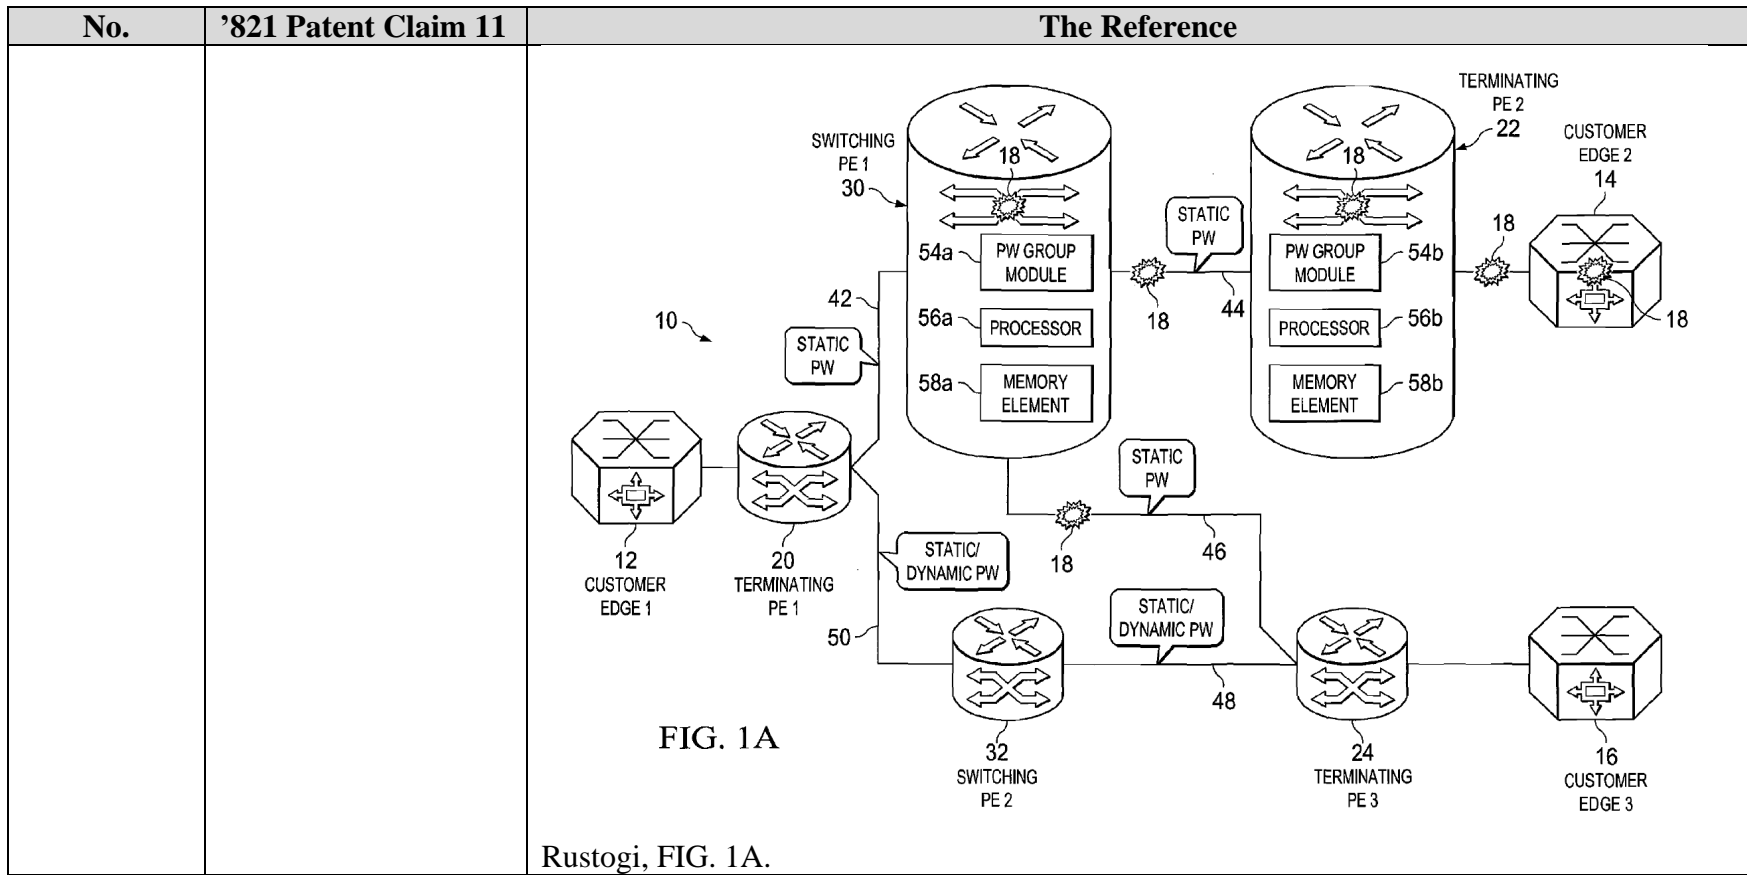 No.
’821 Patent Claim 11
The Reference
TERMINATING
PE 2
22
CUSTOMER
EDGE 2
14
SWITCHING
PE 1
30
18
18
STATIC
PW
18
54a
PW GROUP
MODULE
PW GROUP
MODULE
54b
42
18
44
18
10
56a
PROCESSOR
PROCESSOR
56b
STATIC
PW
58a
MEMORY
ELEMENT
MEMORY
ELEMENT
58b
STATIC
PW
12
CUSTOMER
EDGE 1
20
TERMINATING
PE 1
STATIC/
DYNAMIC PW
18
46
50
STATIC/
DYNAMIC PW
48
FIG. 1A
32
SWITCHING
PE 2
24
TERMINATING
PE 3
16
CUSTOMER
EDGE 3
Rustogi, FIG. 1A.